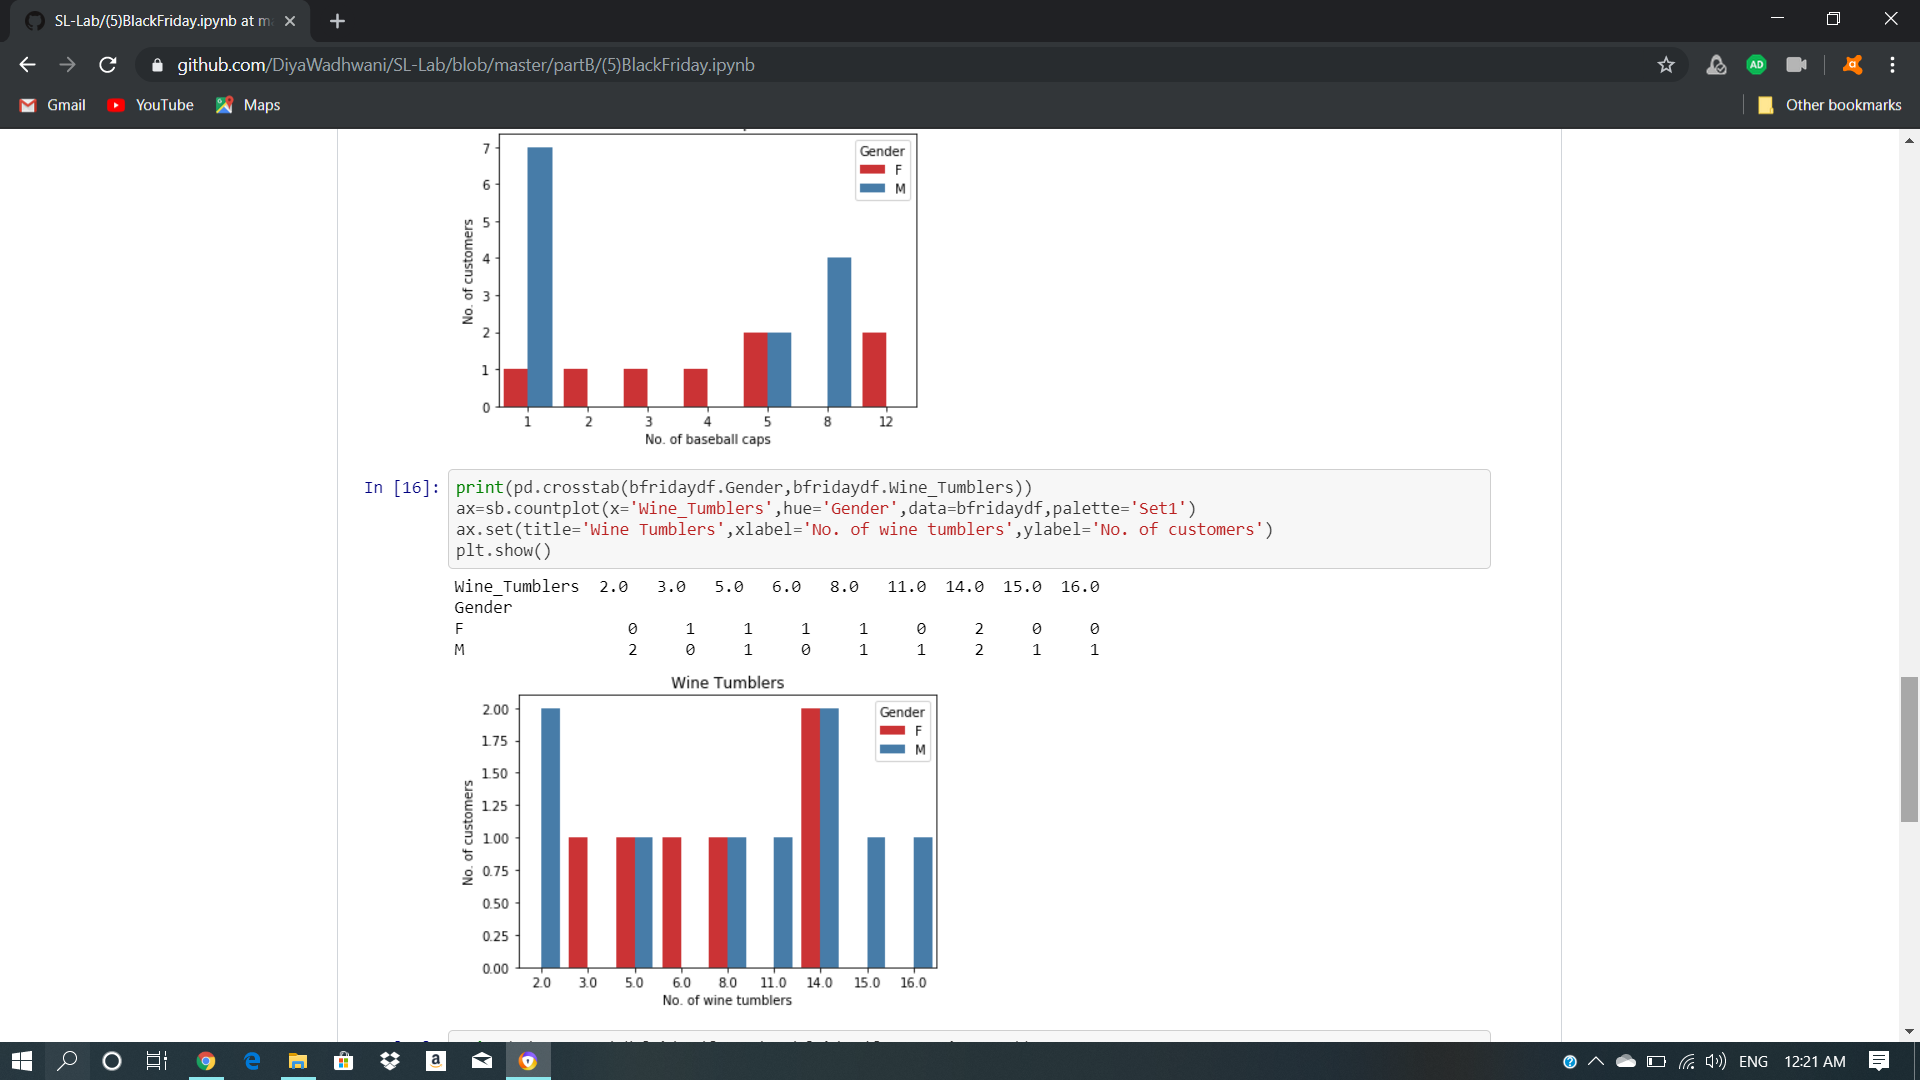 SL-Lab/(5)BlackFriday.ipynb at m
github.com/DiyaWadhwani/SL-Lab/blob/master/partB/(5)BlackFriday.ipynb
AD
Gmail YouTube Maps Other bookmarks
Gender
F
M
7
6
5
4
3
2
1
0
No. of customers
1 2 3 4 5 8 12
No. of baseball caps
In [16]: print(pd.crosstab(bfridaydf.Gender,bfridaydf.Wine_Tumblers))
ax=sb.countplot(x='Wine_Tumblers',hue='Gender',data=bfridaydf,palette='Set1')
ax.set(title='Wine Tumblers',xlabel='No. of wine tumblers',ylabel='No. of customers')
plt.show()
Wine_Tumblers 2.0 3.0 5.0 6.0 8.0 11.0 14.0 15.0 16.0
Gender
F 0 1 1 1 1 0 2 0 0
M 2 0 1 0 1 1 2 1 1
Wine Tumblers
Gender
F
M
2.00
1.75
1.50
1.25
1.00
0.75
0.50
0.25
0.00
No. of customers
2.0 3.0 5.0 6.0 8.0 11.0 14.0 15.0 16.0
No. of wine tumblers
ENG 12:21 AM